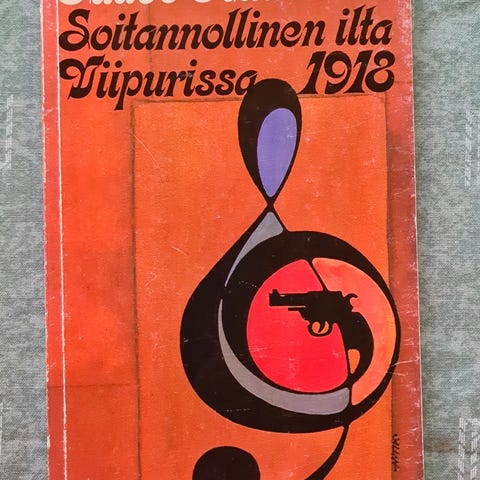 Soitannollinen ilta
Viipurissa 1918